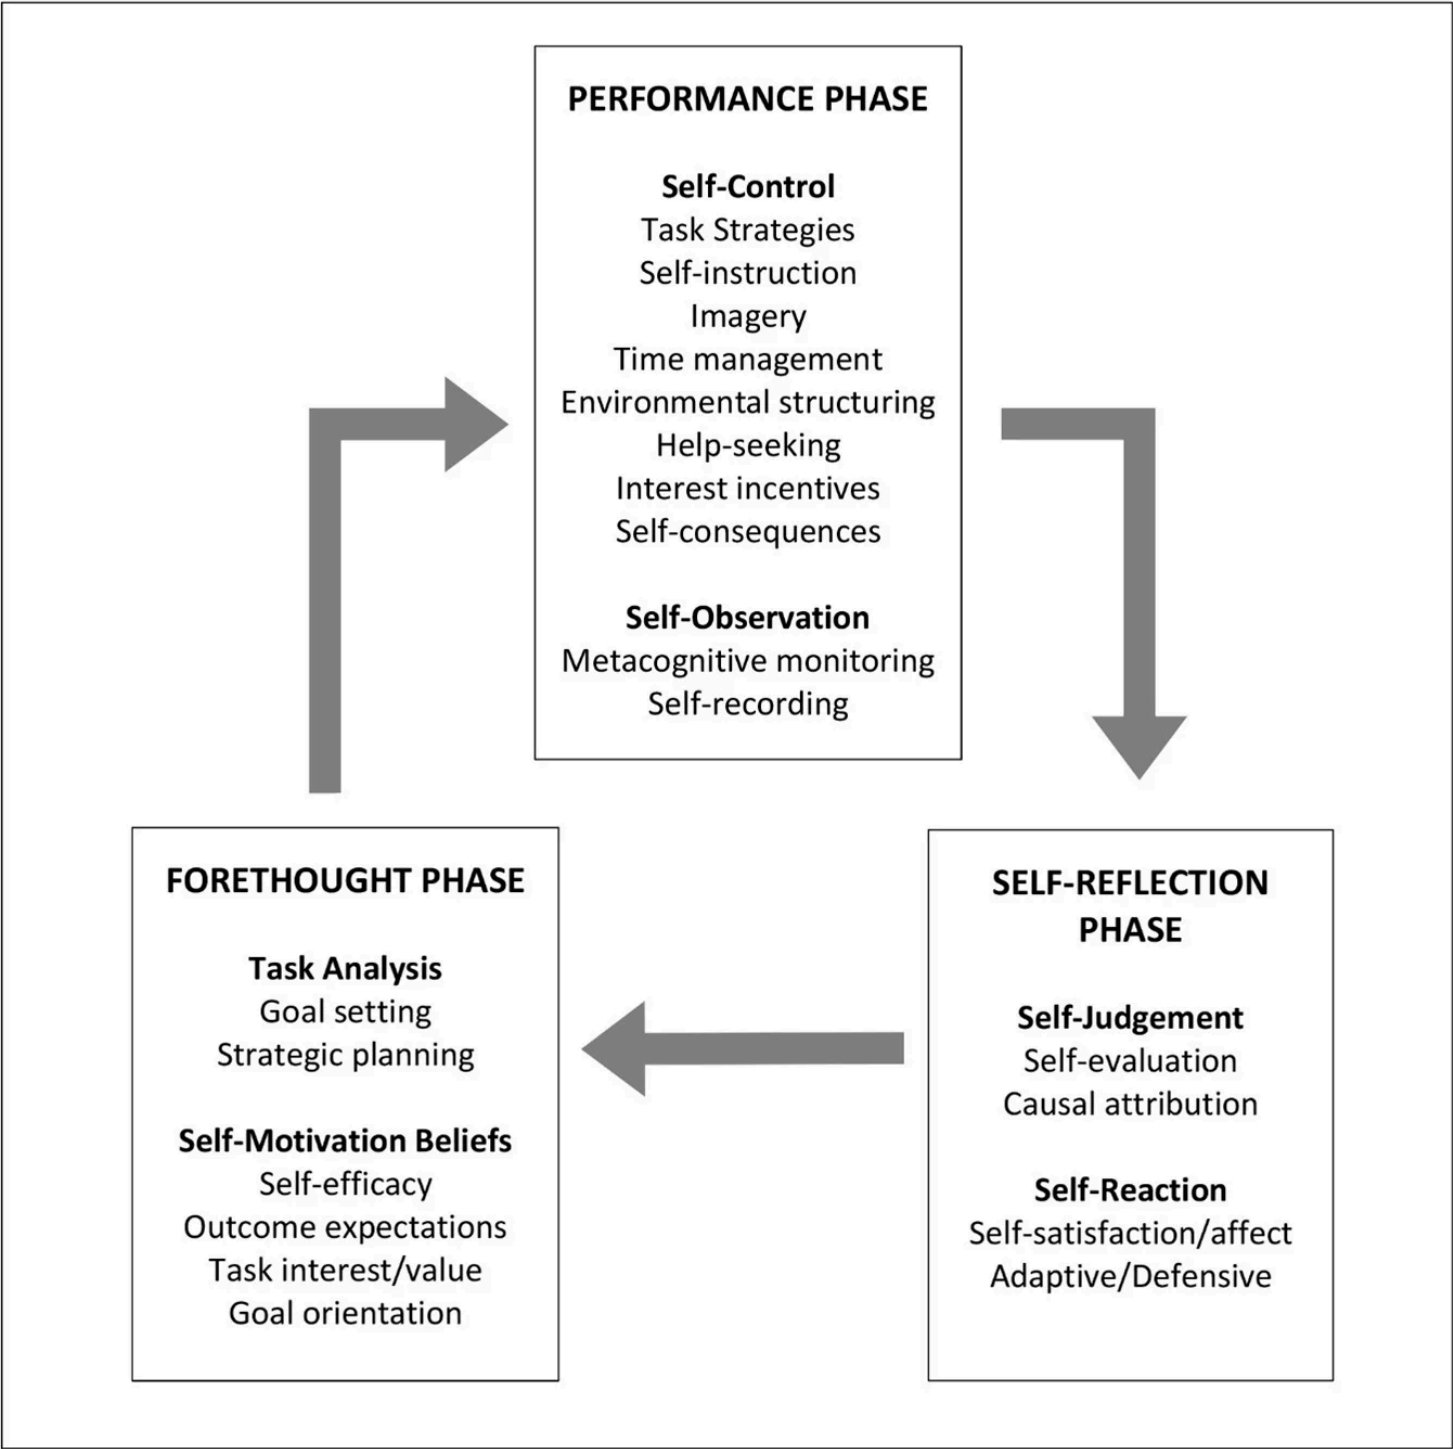 PERFORMANCE PHASE
Self-Control
Task Strategies
Self-instruction
Imagery
Time management
Environmental structuring
Help-seeking
Interest incentives
Self-consequences
Self-Observation
Metacognitive monitoring
Self-recording
FORETHOUGHT PHASE
Task Analysis
Goal setting
Strategic planning
Self-Motivation Beliefs
Self-efficacy
Outcome expectations
Task interest/value
Goal orientation
SELF-REFLECTION
PHASE
Self-Judgement
Self-evaluation
Causal attribution
Self-Reaction
Self-satisfaction/affect
Adaptive/Defensive